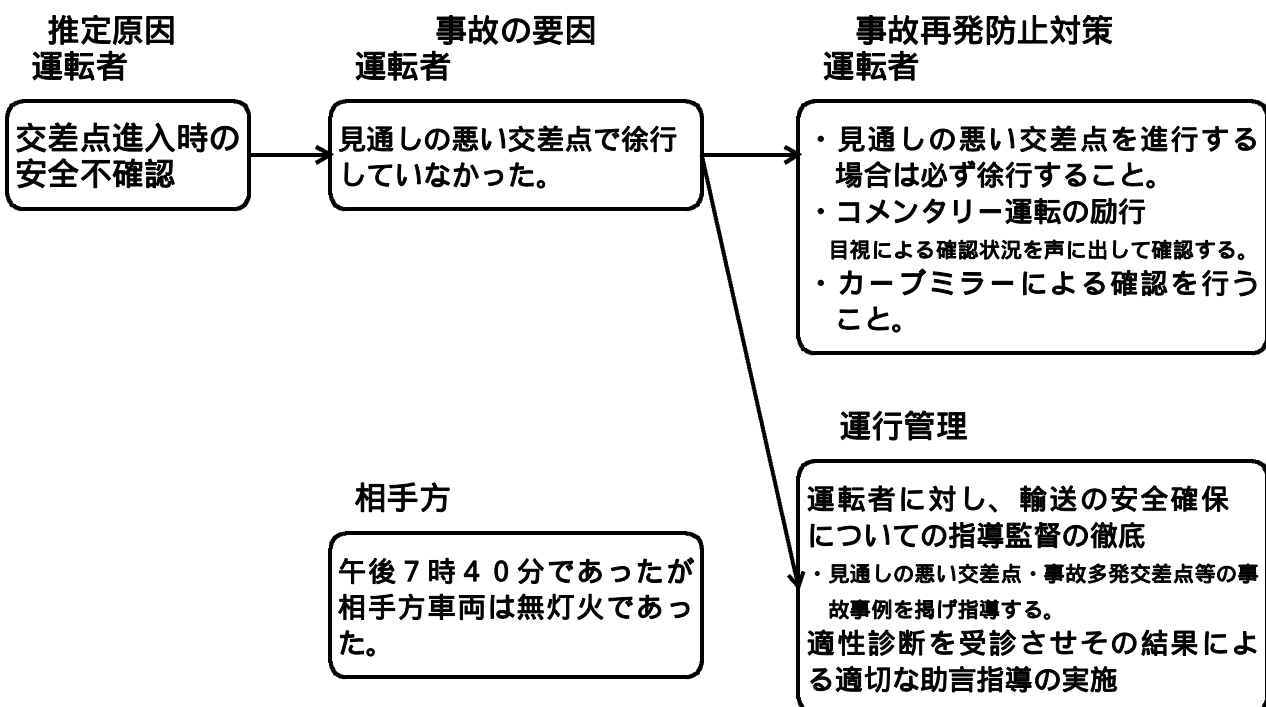 推定原因
運転者
交差点進入時の
安全不確認
事故の要因
運転者
見通しの悪い交差点で徐行
していなかった。
相手方
午後７時４０分であったが
相手方車両は無灯火であっ
た。
事故再発防止対策
運転者
・見通しの悪い交差点を進行する
場合は必ず徐行すること。
・コメンタリー運転の励行
目視による確認状況を声に出して確認する。
・カーブミラーによる確認を行う
こと。
運行管理
運転者に対し、輸送の安全確保
についての指導監督の徹底
・見通しの悪い交差点・事故多発交差点等の事
故事例を掲げ指導する。
適性診断を受診させその結果によ
る適切な助言指導の実施